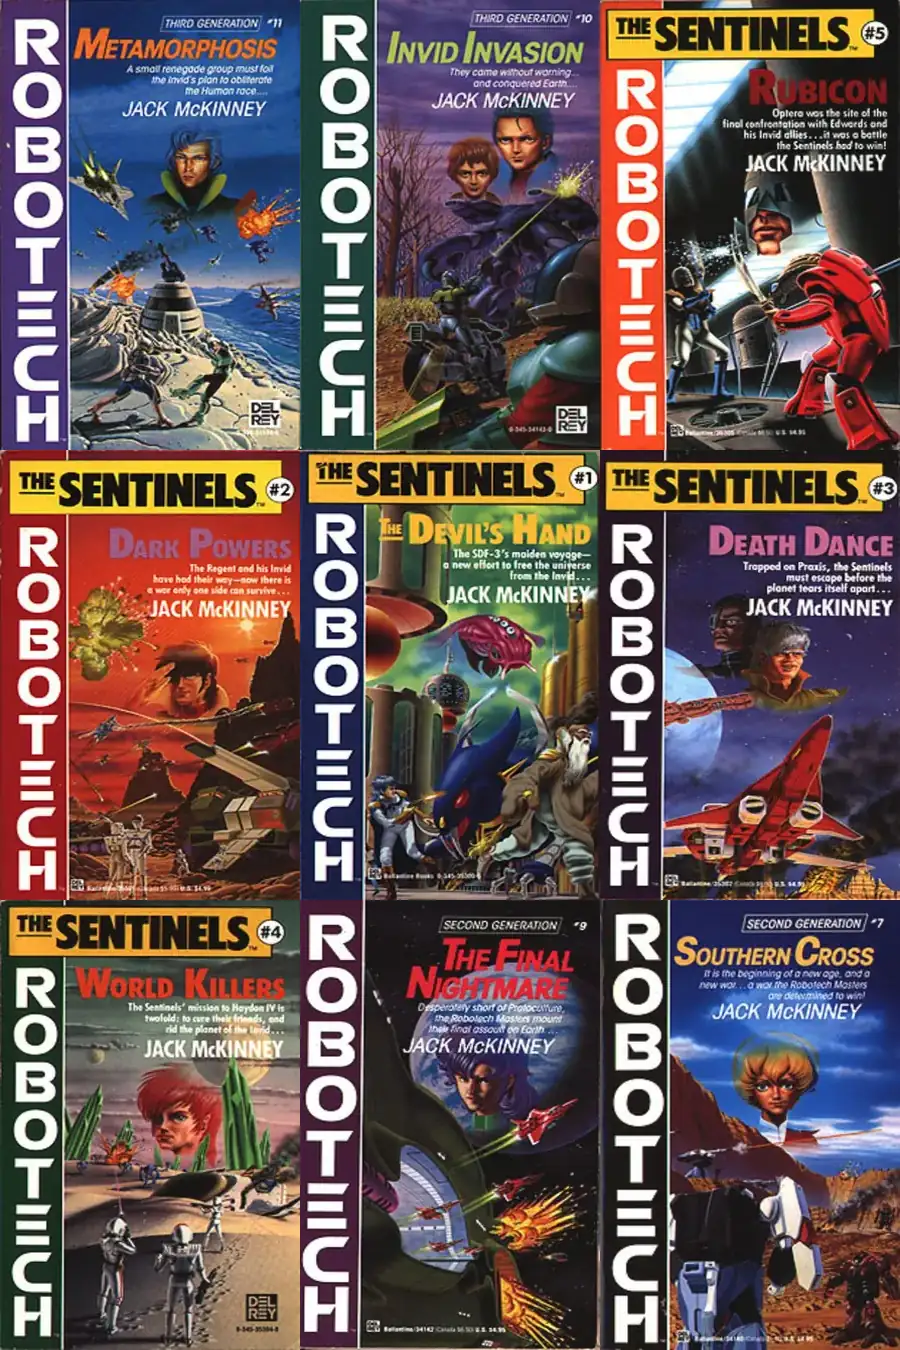 ROBOTECH
THIRD GENERATION #11
METAMORPHOSIS
A small renegade group must foil
the Invid's plan to obliterate
the Human race....
JACK McKINNEY
DEL
REY
ROBOTECH
THIRD GENERATION #10
INVID INVASION
They came without warning...
and conquered Earth....
JACK McKINNEY
DEL
REY
0-345-34143-0
THE SENTINELS™ #5
ROBOTECH
RUBICON
Optera was the site of the
final confrontation with Edwards and
his Invid allies...it was a battle
the Sentinels had to win!
JACK McKINNEY
THE SENTINELS™ #2
ROBOTECH
DARK POWERS
The Regent and his Invid
have had their way—now there is
a war only one side can survive...
JACK McKINNEY
THE SENTINELS™ #1
ROBOTECH
THE DEVIL'S HAND
The SDF-3's maiden voyage—
a new effort to free the universe
from the Invid...
JACK McKINNEY
THE SENTINELS™ #3
ROBOTECH
DEATH DANCE
Trapped on Praxis, the Sentinels
must escape before the
planet tears itself apart...
JACK McKINNEY
THE SENTINELS™ #4
ROBOTECH
WORLD KILLERS
The Sentinels' mission to Haydon IV is
twofold: to cure their friends, and
rid the planet of the Invid...
JACK McKINNEY
DEL
REY
ROBOTECH
SECOND GENERATION #9
THE FINAL
NIGHTMARE
Desperately short of Protoculture,
the Robotech Masters mount
their final assault on Earth...
JACK McKINNEY
ROBOTECH
SECOND GENERATION #7
SOUTHERN CROSS
It is the beginning of a new age, and a
new war...a war the Robotech Masters
are determined to win!
JACK McKINNEY